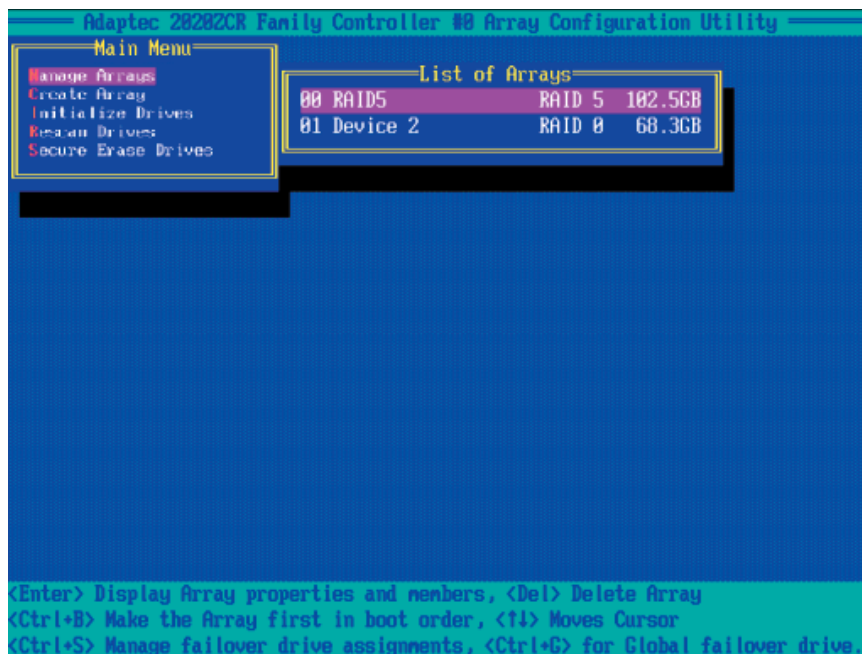 Adaptec 2020ZCR Family Controller #0 Array Configuration Utility
Main Menu
Manage Arrays
Create Array
Initialize Drives
Rescan Drives
Secure Erase Drives
List of Arrays
00 RAID5 RAID 5 102.5GB
01 Device 2 RAID 0 68.3GB
<Enter> Display Array properties and members, <Del> Delete Array
<Ctrl+B> Make the Array first in boot order, <↑↓> Moves Cursor
<Ctrl+S> Manage failover drive assignments, <Ctrl+G> for Global failover drive.